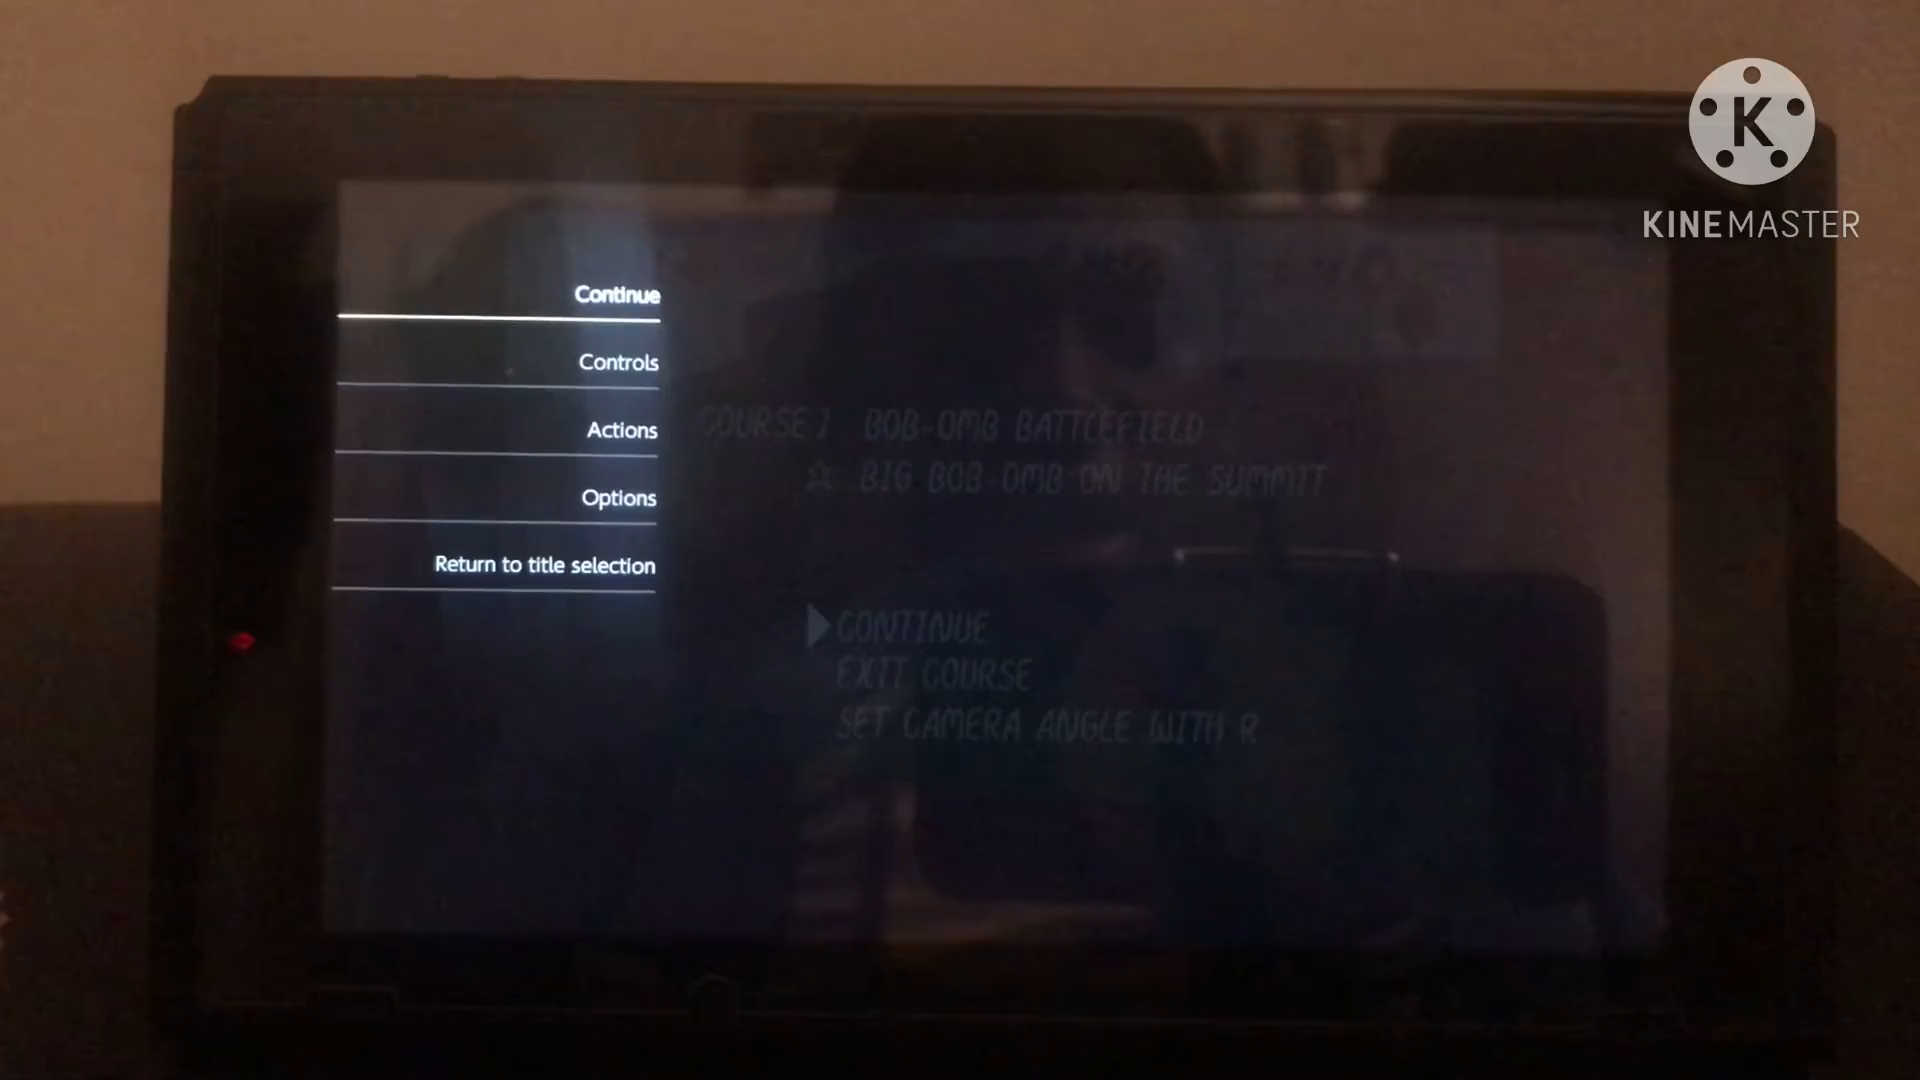 K
KINEMASTER
Continue
Controls
Actions
Options
Return to title selection
COURSE 1 BOB-OMB BATTLEFIELD
☆ BIG BOB-OMB ON THE SUMMIT
CONTINUE
EXIT COURSE
SET CAMERA ANGLE WITH R